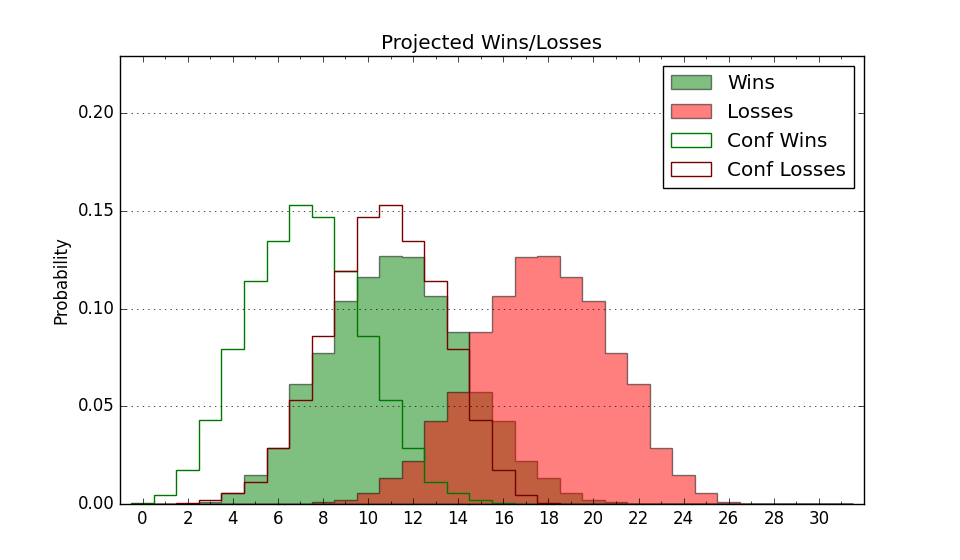 Projected Wins/Losses
Wins
Losses
Conf Wins
Conf Losses
Probability
0.20
0.15
0.10
0.05
0.00
0 2 4 6 8 10 12 14 16 18 20 22 24 26 28 30